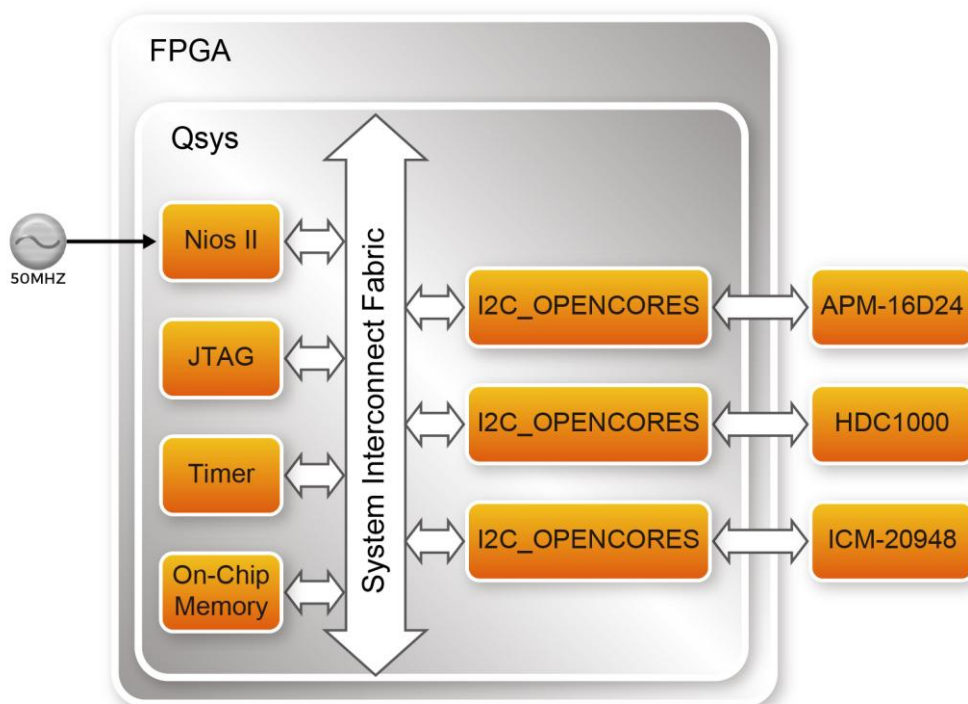 FPGA
Qsys
50MHZ
Nios II
JTAG
Timer
On-Chip
Memory
System Interconnect Fabric
I2C_OPENCORES
APM-16D24
I2C_OPENCORES
HDC1000
I2C_OPENCORES
ICM-20948